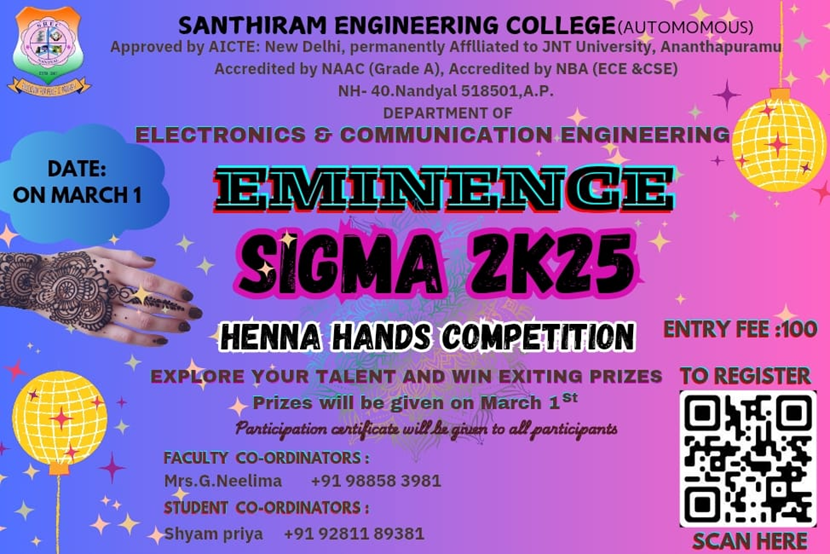 SANTHIRAM ENGINEERING COLLEGE(AUTOMOMOUS)
Approved by AICTE: New Delhi, permanently Affiliated to JNT University, Ananthapuramu
Accredited by NAAC (Grade A), Accredited by NBA (ECE &CSE)
NH- 40.Nandyal 518501,A.P.
DEPARTMENT OF
ELECTRONICS & COMMUNICATION ENGINEERING
DATE:
ON MARCH 1
EMINENCE
SIGMA 2K25
HENNA HANDS COMPETITION
ENTRY FEE :100
EXPLORE YOUR TALENT AND WIN EXITING PRIZES
Prizes will be given on March 1st
Participation certificate will be given to all participants
TO REGISTER
FACULTY CO-ORDINATORS :
Mrs.G.Neelima +91 98858 3981
STUDENT CO-ORDINATORS :
Shyam priya +91 92811 89381
SCAN HERE